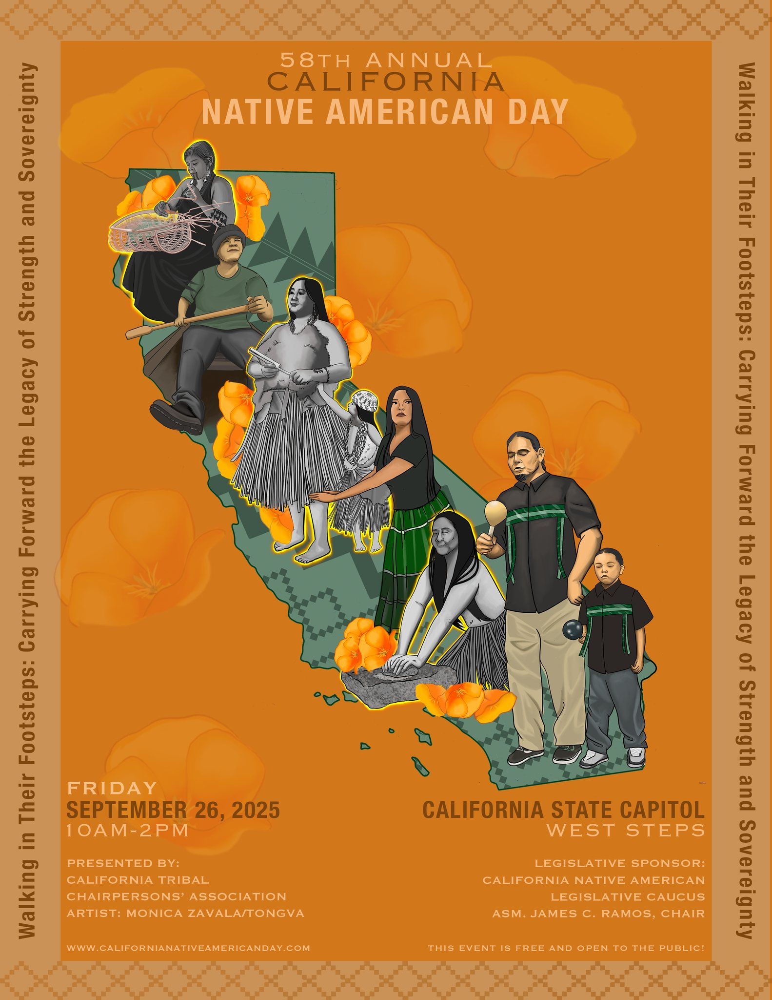 58TH ANNUAL
CALIFORNIA
NATIVE AMERICAN DAY
Walking in Their Footsteps: Carrying Forward the Legacy of Strength and Sovereignty
Walking in Their Footsteps: Carrying Forward the Legacy of Strength and Sovereignty
FRIDAY
SEPTEMBER 26, 2025
10AM-2PM
CALIFORNIA STATE CAPITOL
WEST STEPS
PRESENTED BY:
CALIFORNIA TRIBAL
CHAIRPERSONS' ASSOCIATION
ARTIST: MONICA ZAVALA/TONGVA
LEGISLATIVE SPONSOR:
CALIFORNIA NATIVE AMERICAN
LEGISLATIVE CAUCUS
ASM. JAMES C. RAMOS, CHAIR
WWW.CALIFORNIANATIVEAMERICANDAY.COM
THIS EVENT IS FREE AND OPEN TO THE PUBLIC!